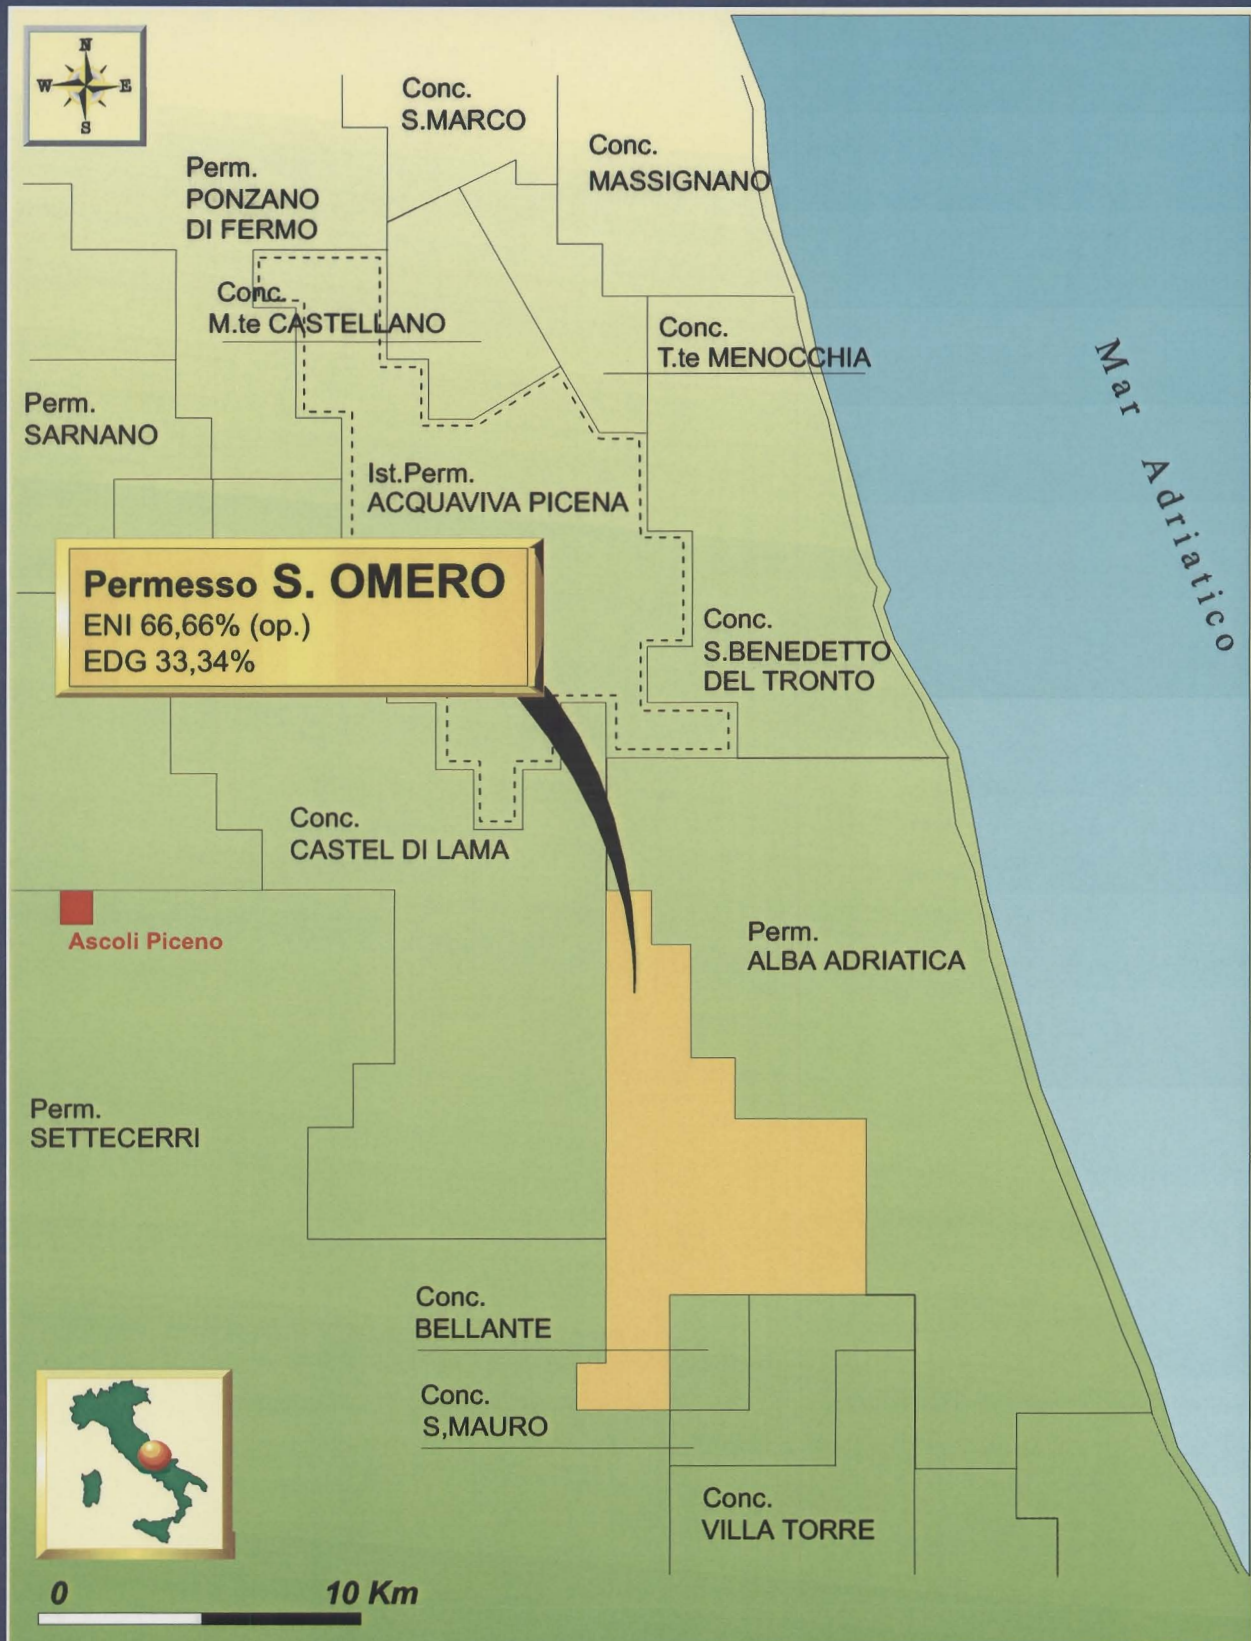 N
W E
S
Conc.
S.MARCO
Conc.
MASSIGNANO
Perm.
PONZANO
DI FERMO
Conc.
M.te CASTELLANO
Conc.
T.te MENOCCHIA
Mar Adriatico
Perm.
SARNANO
Ist.Perm.
ACQUAVIVA PICENA
Permesso S. OMERO
ENI 66,66% (op.)
EDG 33,34%
Conc.
S.BENEDETTO
DEL TRONTO
Conc.
CASTEL DI LAMA
Ascoli Piceno
Perm.
ALBA ADRIATICA
Perm.
SETTECERRI
Conc.
BELLANTE
Conc.
S,MAURO
Conc.
VILLA TORRE
0 10 Km